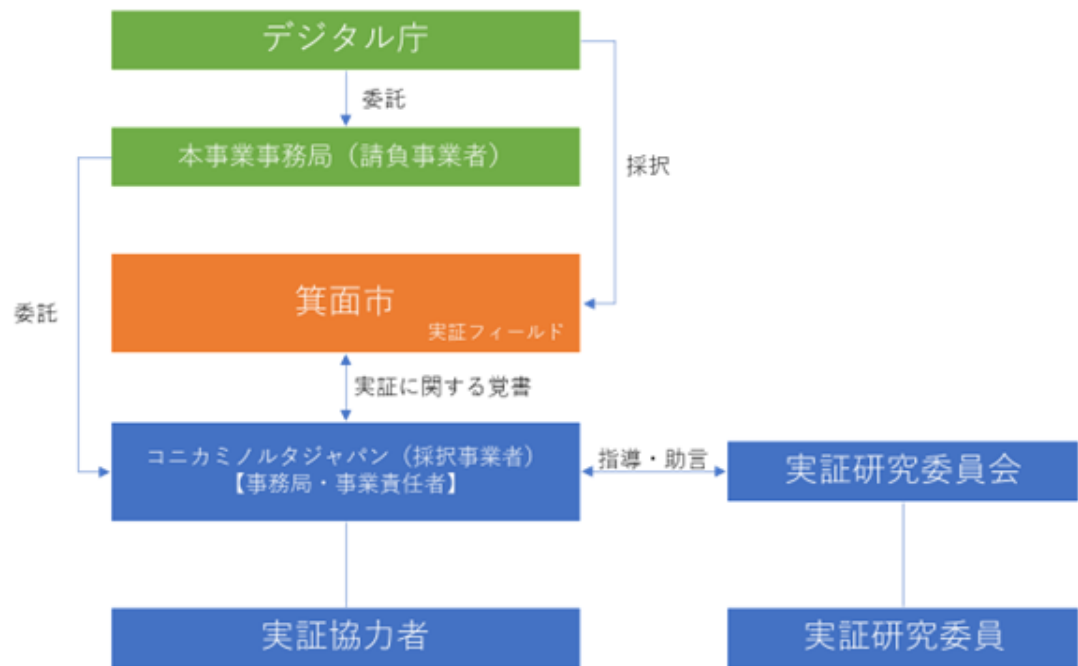 デジタル庁
委託
本事業事務局（請負事業者）
採択
箕面市
実証フィールド
委託
実証に関する覚書
コニカミノルタジャパン（採択事業者）
【事務局・事業責任者】
指導・助言
実証研究委員会
実証協力者
実証研究委員